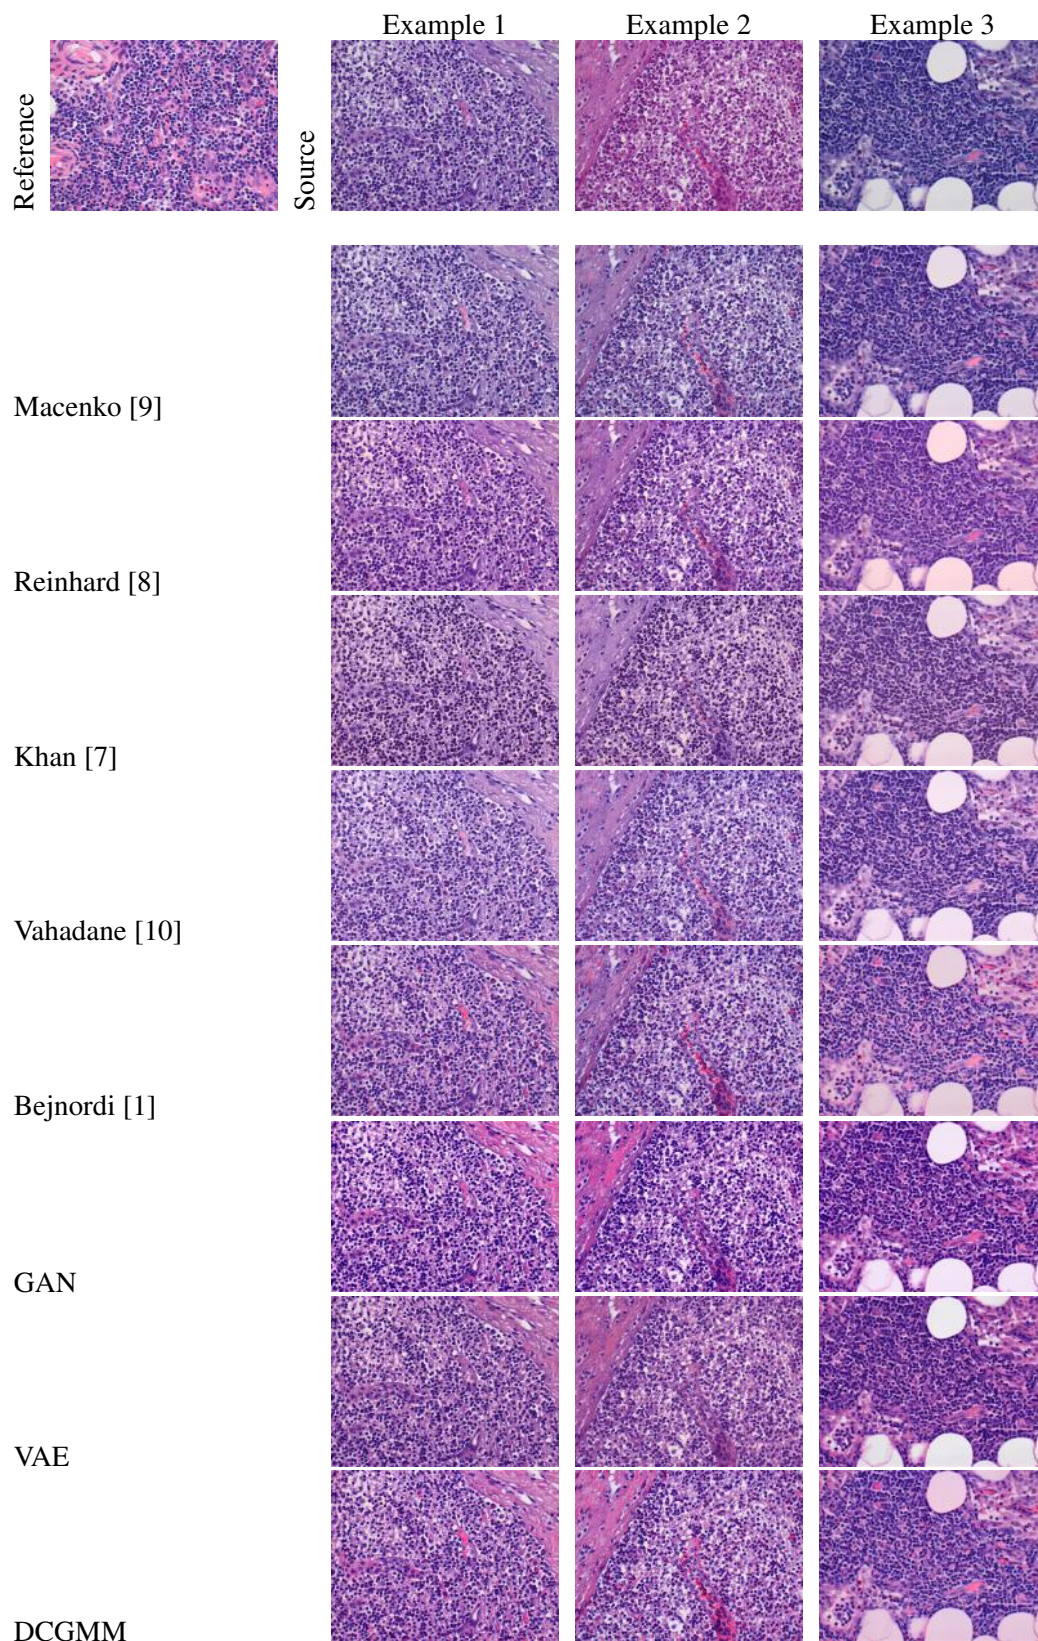 Example 1 Example 2 Example 3
Reference
Source
Macenko [9]
Reinhard [8]
Khan [7]
Vahadane [10]
Bejnordi [1]
GAN
VAE
DCGMM